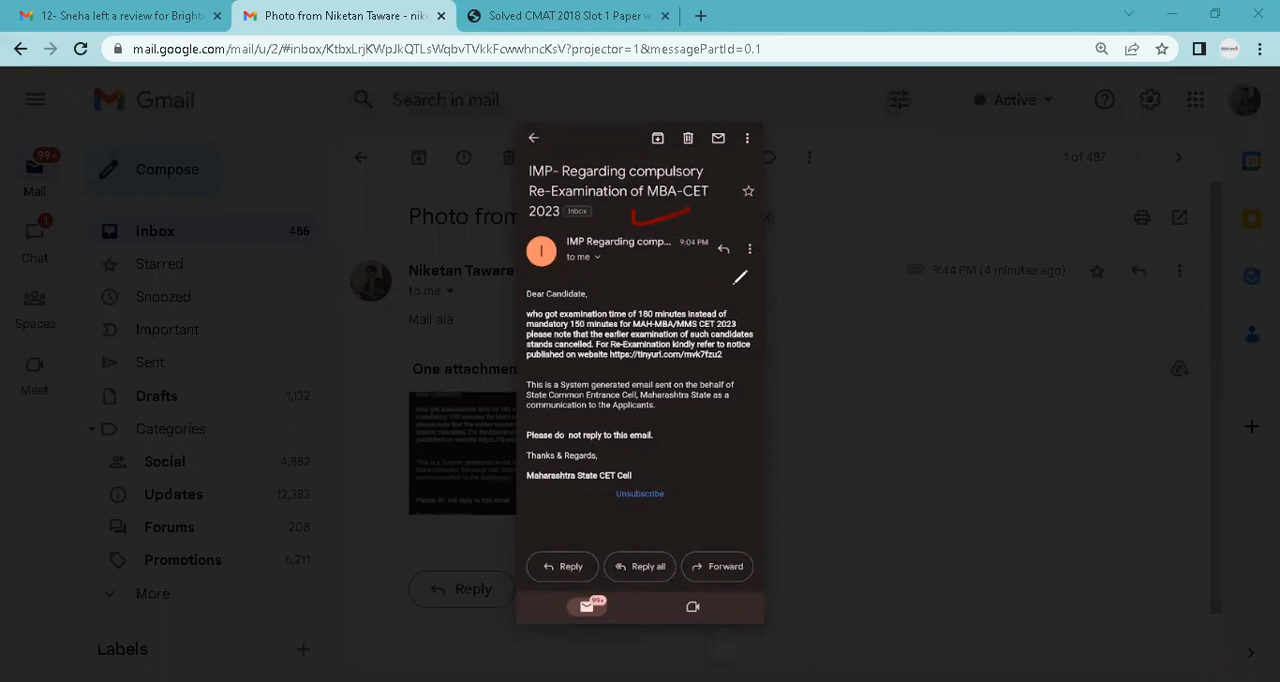 12- Sneha left a review for Bright
Photo from Niketan Taware - nik
Solved CMAT 2018 Slot 1 Paper w
mail.google.com/mail/u/2/#inbox/KtbxLrjKWpJkQTLsWqbvTVkkFcwwhncKsV?projector=1&messagePartId=0.1
Gmail
Search in mail
Active
99+
Mail
1
Chat
Spaces
Meet
Compose
Inbox 486
Starred
Snoozed
Important
Sent
Drafts 1,132
Categories
Social 4,882
Updates 12,383
Forums 208
Promotions 6,211
More
Labels
1 of 487
Photo from
Niketan Taware
to me
9:44 PM (4 minutes ago)
Mail ala
One attachmen
Reply
IMP- Regarding compulsory
Re-Examination of MBA-CET
2023 Inbox
IMP Regarding comp... 9:04 PM
to me
I
Dear Candidate,
who got examination time of 180 minutes instead of
mandatory 150 minutes for MAH-MBA/MMS CET 2023
please note that the earlier examination of such candidates
stands cancelled. For Re-Examination kindly refer to notice
published on website https://tinyurl.com/mvk7fzu2
This is a System generated email sent on the behalf of
State Common Entrance Cell, Maharashtra State as a
communication to the Applicants.
Please do not reply to this email.
Thanks & Regards,
Maharashtra State CET Cell
Unsubscribe
Reply
Reply all
Forward
99+